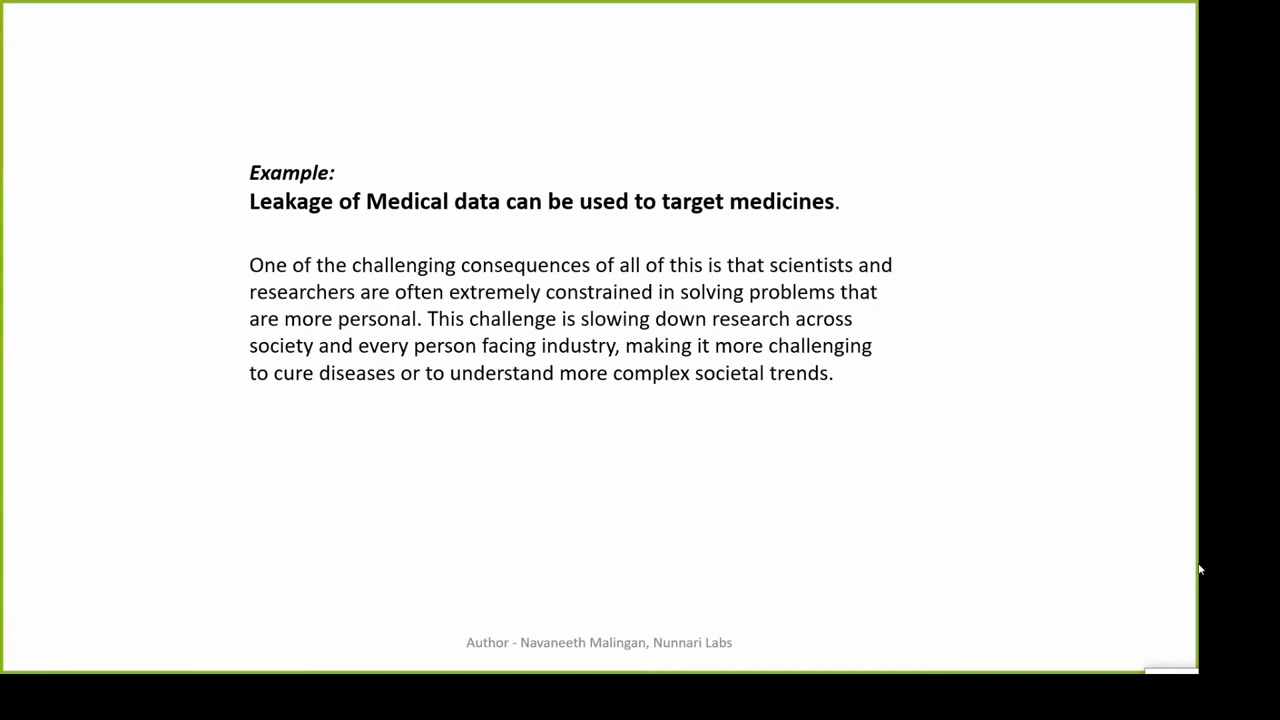 Example:
Leakage of Medical data can be used to target medicines.
One of the challenging consequences of all of this is that scientists and
researchers are often extremely constrained in solving problems that
are more personal. This challenge is slowing down research across
society and every person facing industry, making it more challenging
to cure diseases or to understand more complex societal trends.
Author - Navaneeth Malingan, Nunnari Labs